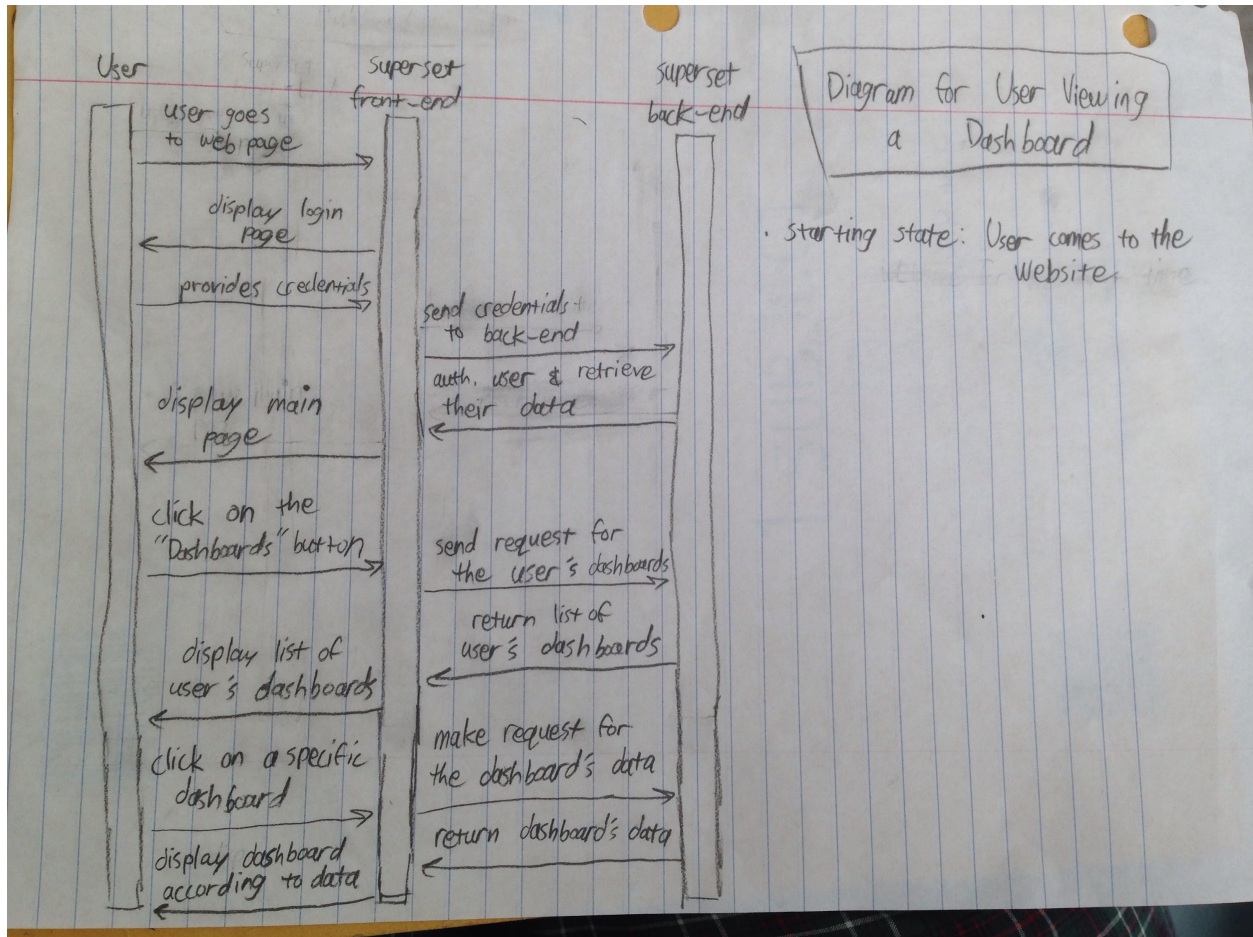 User
superset
front-end
superset
back-end
Diagram for User Viewing
a Dashboard
. starting state: User comes to the
website
user goes
to web page
display login
page
provides credentials
send credentials
to back-end
auth. user & retrieve
their data
display main
page
click on the
"Dashboards" button
send request for
the user's dashboards
return list of
user's dashboards
display list of
user's dashboards
click on a specific
dashboard
make request for
the dashboard's data
return dashboard's data
display dashboard
according to data